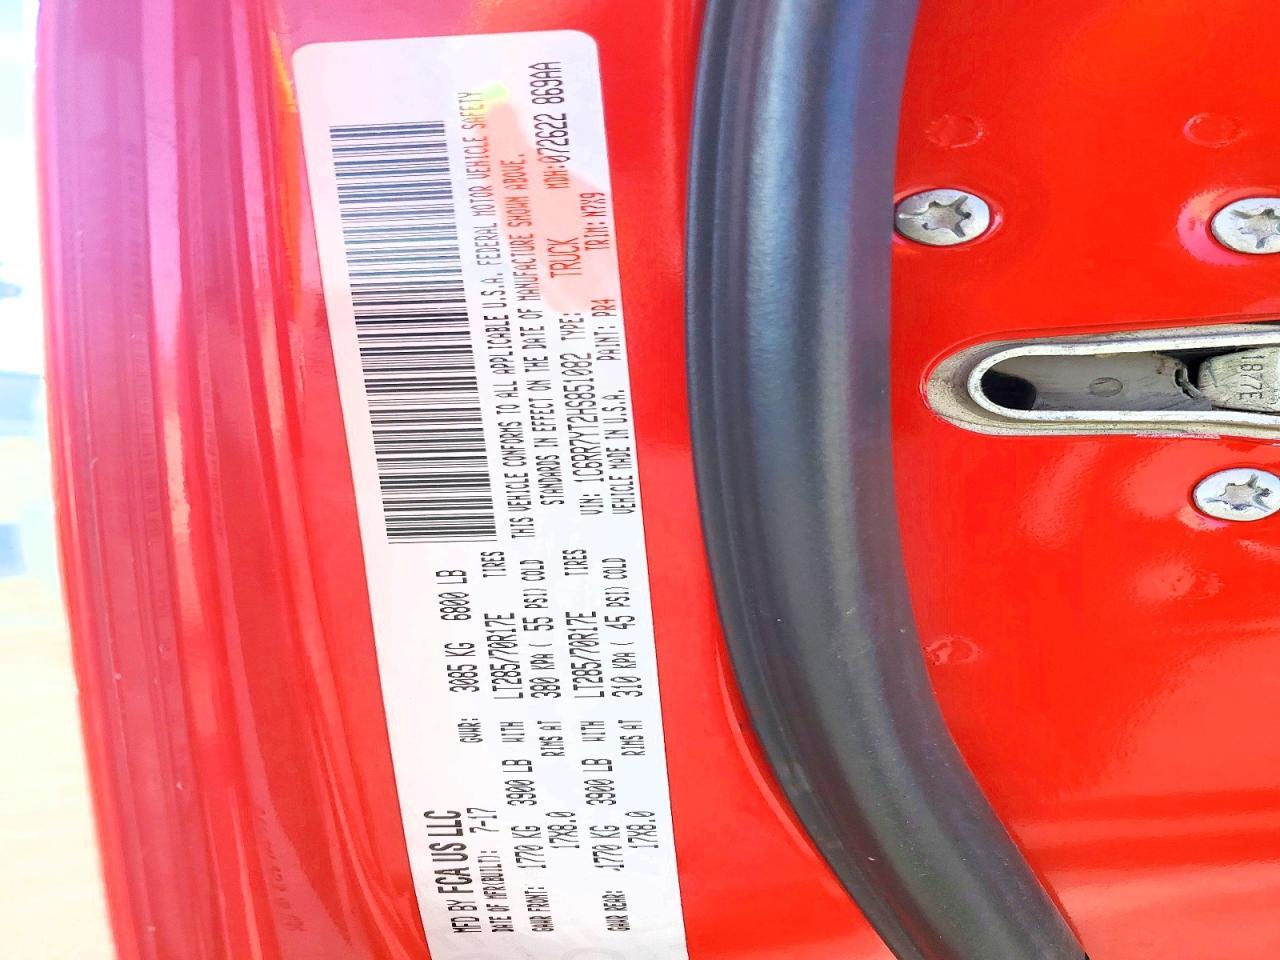 MFD BY FCA US LLC
DATE OF MFR(BUILT): 7-17 GVWR: 3085 KG 6800 LB
GAWR FRONT: 1770 KG 3900 LB WITH LT285/70R17E TIRES
17X8.0 RIMS AT 380 KPA ( 55 PSI) COLD
GAWR REAR: 1770 KG 3900 LB WITH LT285/70R17E TIRES
17X8.0 RIMS AT 310 KPA ( 45 PSI) COLD
THIS VEHICLE CONFORMS TO ALL APPLICABLE U.S.A. FEDERAL MOTOR VEHICLE SAFETY
STANDARDS IN EFFECT ON THE DATE OF MANUFACTURE SHOWN ABOVE.
VIN: 1C6RR7YT2HS851082 TYPE: TRUCK MDH:072622 869AA
VEHICLE MADE IN U.S.A. PAINT: PR4 TRIM: N7X9